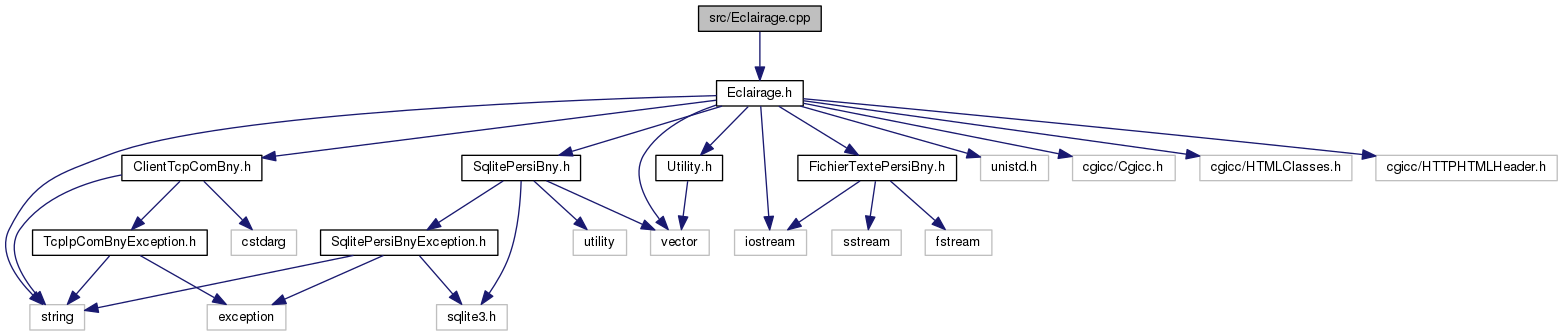 src/Eclairage.cpp
Eclairage.h
ClientTcpComBny.h
SqlitePersiBny.h
Utility.h
FichierTextePersiBny.h
unistd.h
cgicc/Cgicc.h
cgicc/HTMLClasses.h
cgicc/HTTPHTMLHeader.h
TcpIpComBnyException.h
cstdarg
SqlitePersiBnyException.h
utility
vector
iostream
sstream
fstream
string
exception
sqlite3.h